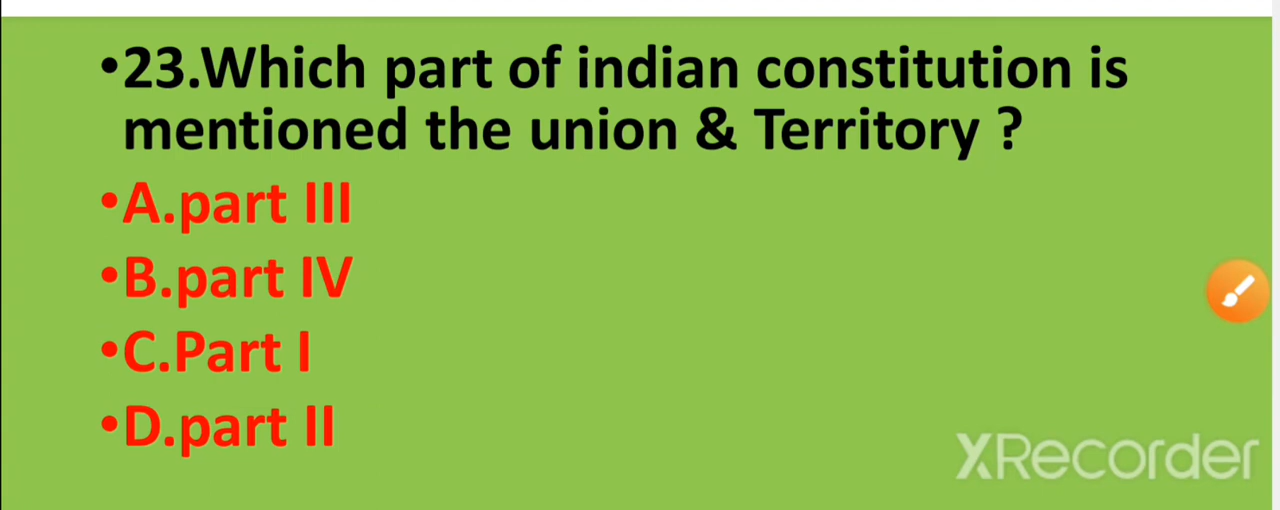 •23.Which part of indian constitution is
mentioned the union & Territory ?
•A.part III
•B.part IV
•C.Part I
•D.part II
XRecorder